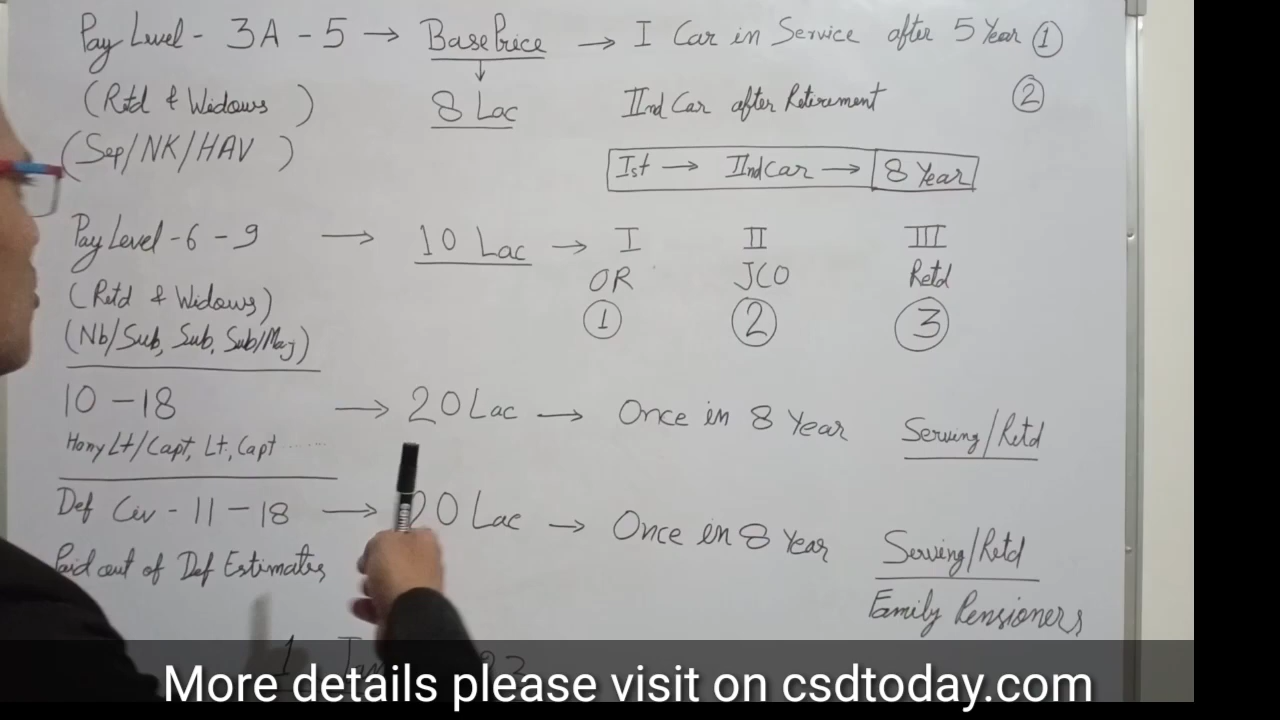 Pay Level - 3A - 5 → Base Price → I Car in Service after 5 Year ①
↓
(Retd & Widows ) 8 Lac IInd Car after Retirement ②
(Sep/NK/HAV )
Ist → IInd Car → 8 Year
Pay Level - 6 - 9 → 10 Lac → I II III
(Retd & Widows) OR JCO Retd
(Nb/Sub, Sub, Sub/Maj) ① ② ③
10 - 18 → 20 Lac → Once in 8 Year Serving/Retd
Hony Lt/Capt, Lt, Capt ......
Def Civ - 11 - 18 → 20 Lac → Once in 8 Year Serving/Retd
Paid out of Def Estimates Family Pensioners
1
More details please visit on csdtoday.com